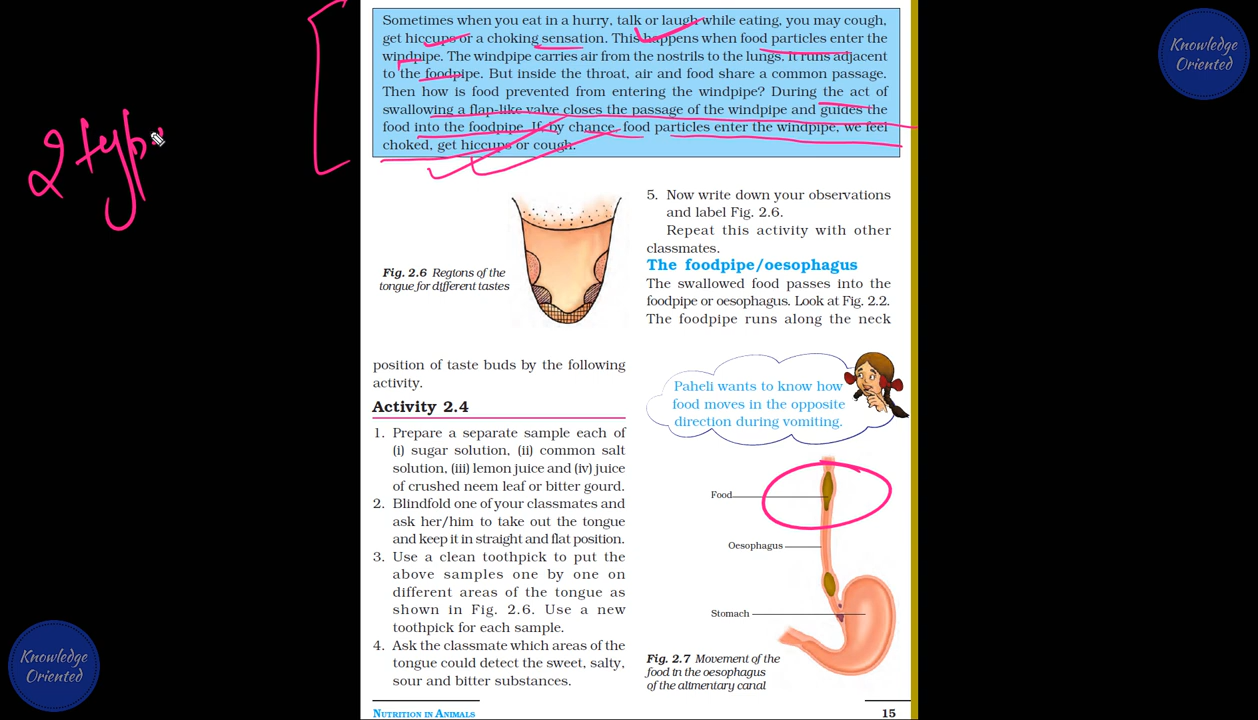 Sometimes when you eat in a hurry, talk or laugh while eating, you may cough,
get hiccups or a choking sensation. This happens when food particles enter the
windpipe. The windpipe carries air from the nostrils to the lungs. It runs adjacent
to the foodpipe. But inside the throat, air and food share a common passage.
Then how is food prevented from entering the windpipe? During the act of
swallowing a flap-like valve closes the passage of the windpipe and guides the
food into the foodpipe. If, by chance, food particles enter the windpipe, we feel
choked, get hiccups or cough.
Fig. 2.6 Regions of the
tongue for different tastes
position of taste buds by the following
activity.
Activity 2.4
1. Prepare a separate sample each of
(i) sugar solution, (ii) common salt
solution, (iii) lemon juice and (iv) juice
of crushed neem leaf or bitter gourd.
2. Blindfold one of your classmates and
ask her/him to take out the tongue
and keep it in straight and flat position.
3. Use a clean toothpick to put the
above samples one by one on
different areas of the tongue as
shown in Fig. 2.6. Use a new
toothpick for each sample.
4. Ask the classmate which areas of the
tongue could detect the sweet, salty,
sour and bitter substances.
5. Now write down your observations
and label Fig. 2.6.
Repeat this activity with other
classmates.
The foodpipe/oesophagus
The swallowed food passes into the
foodpipe or oesophagus. Look at Fig. 2.2.
The foodpipe runs along the neck
Paheli wants to know how
food moves in the opposite
direction during vomiting.
Food
Oesophagus
Stomach
Fig. 2.7 Movement of the
food in the oesophagus
of the alimentary canal
NUTRITION IN ANIMALS
15
2
Knowledge
Oriented
Knowledge
Oriented